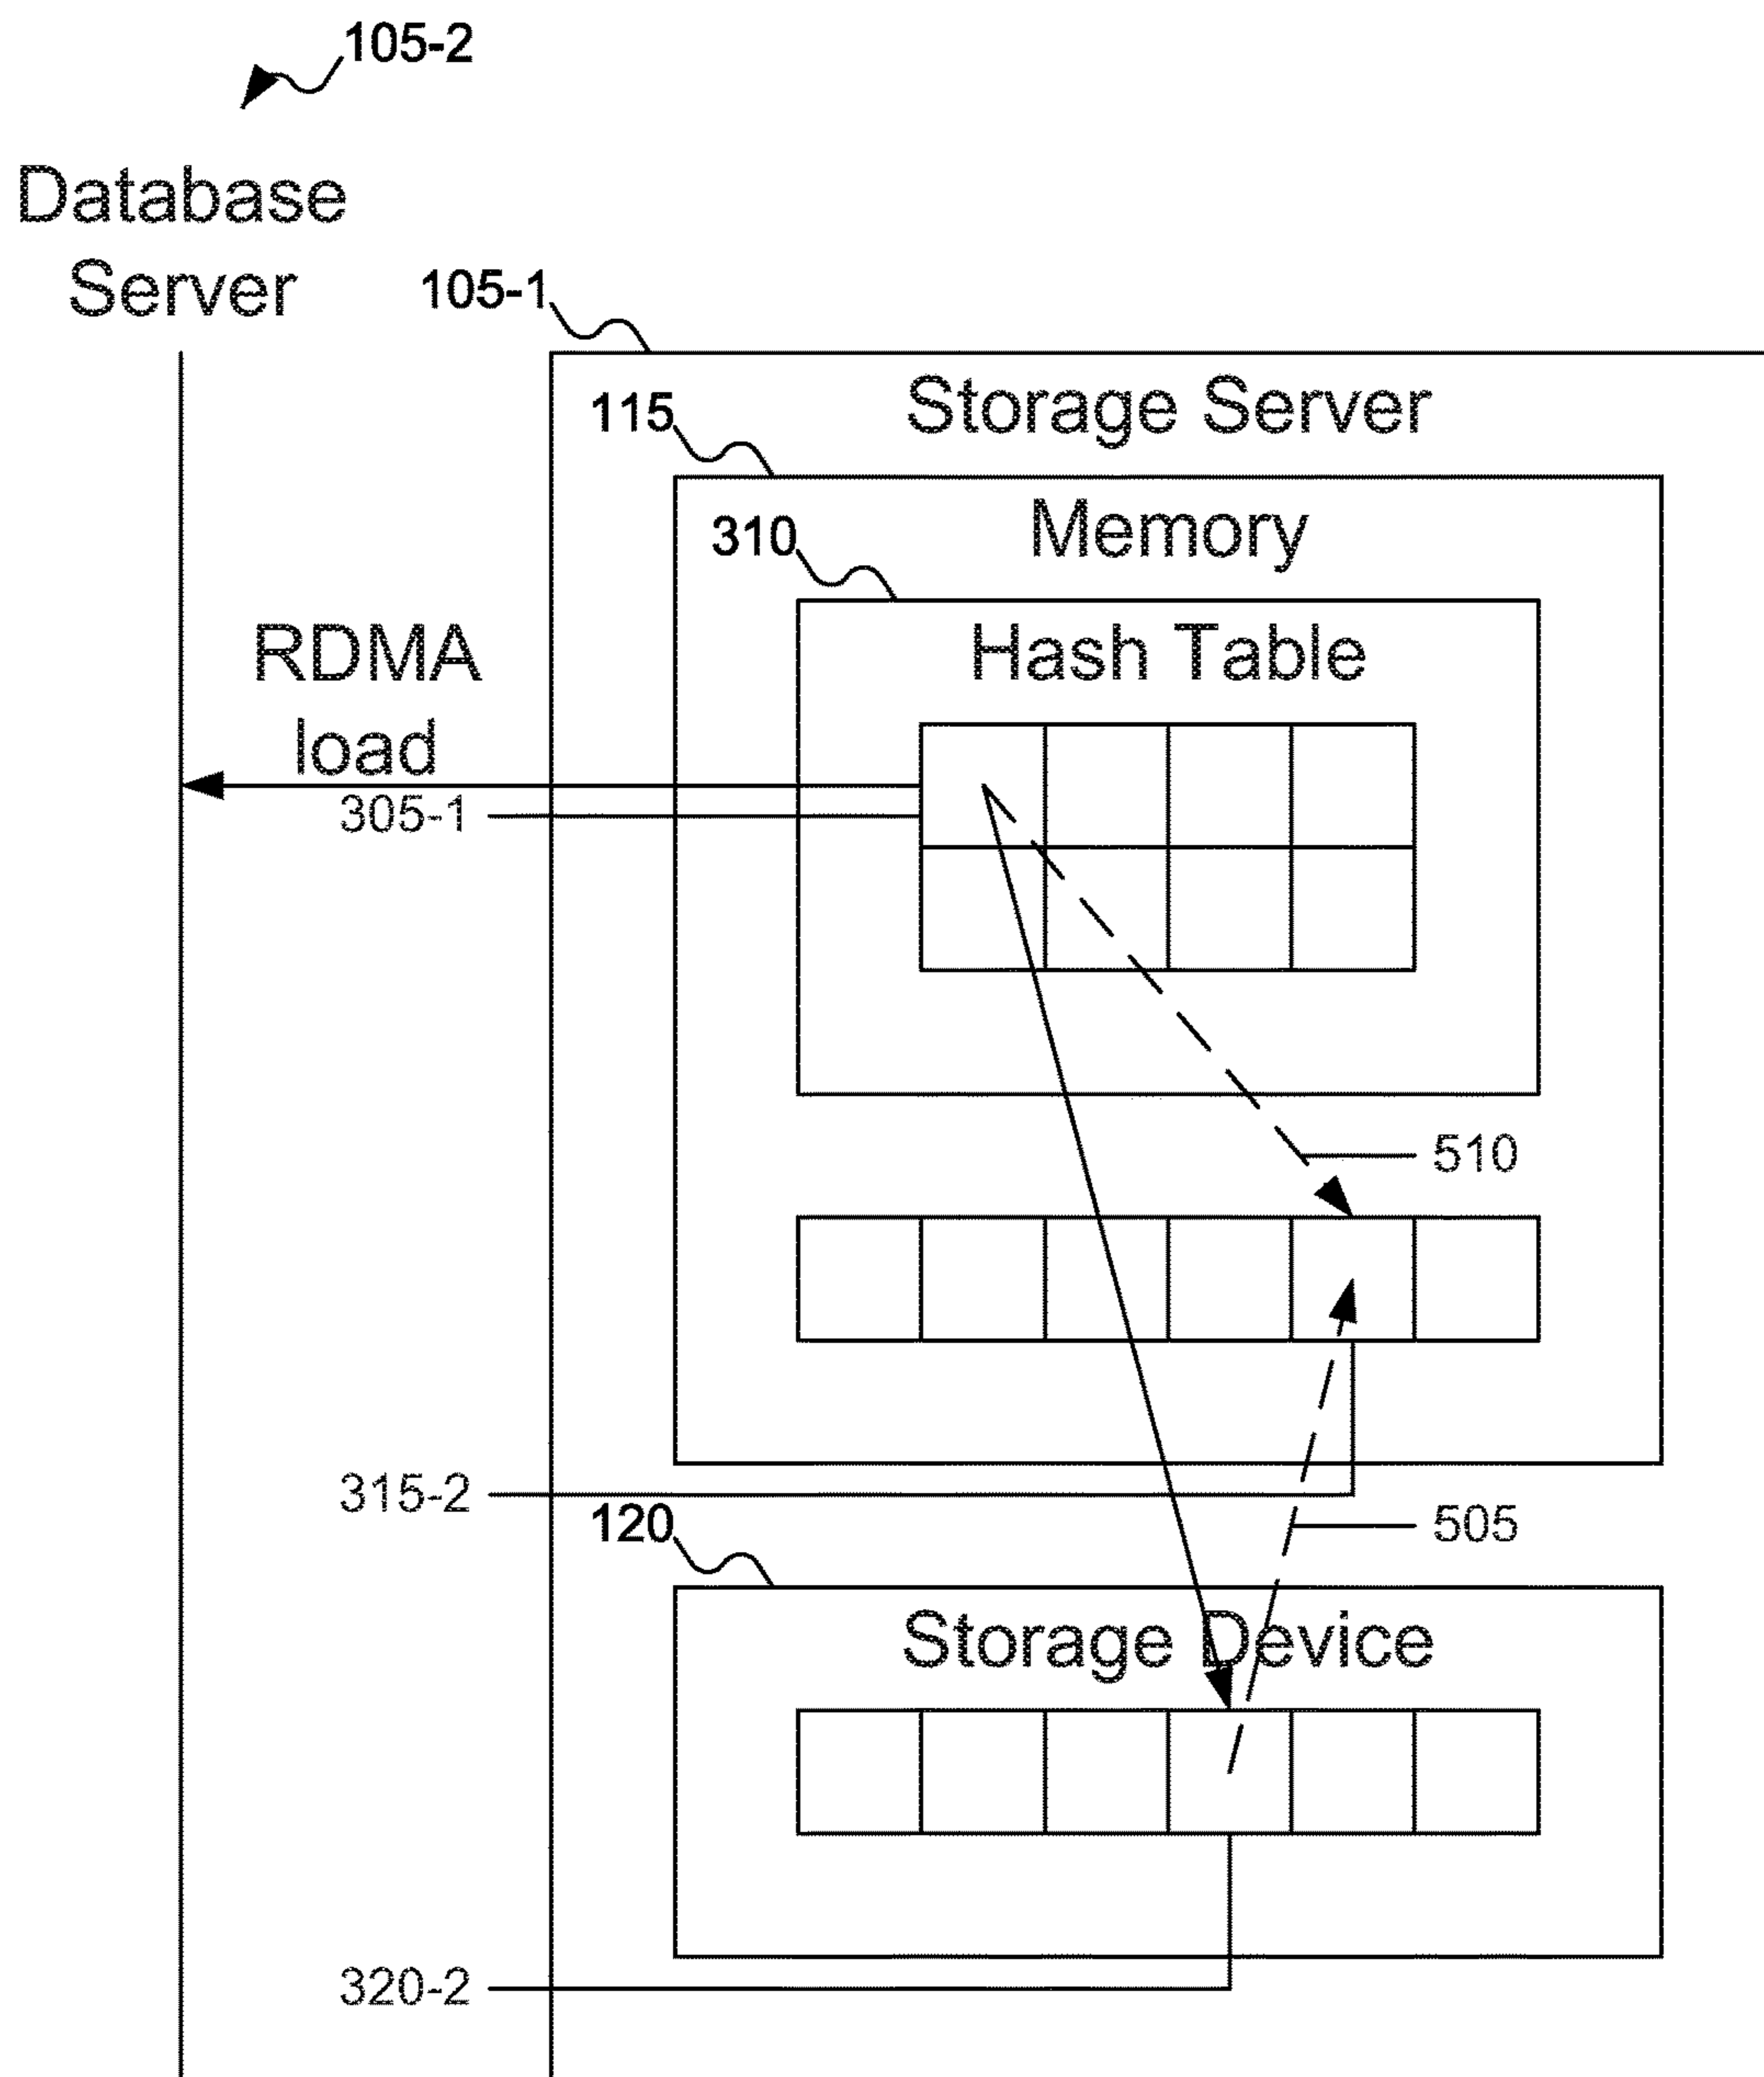 105-2
Database
Server
105-1
Storage Server
115
Memory
310
Hash Table
RDMA
load
305-1
510
315-2
505
120
Storage Device
320-2